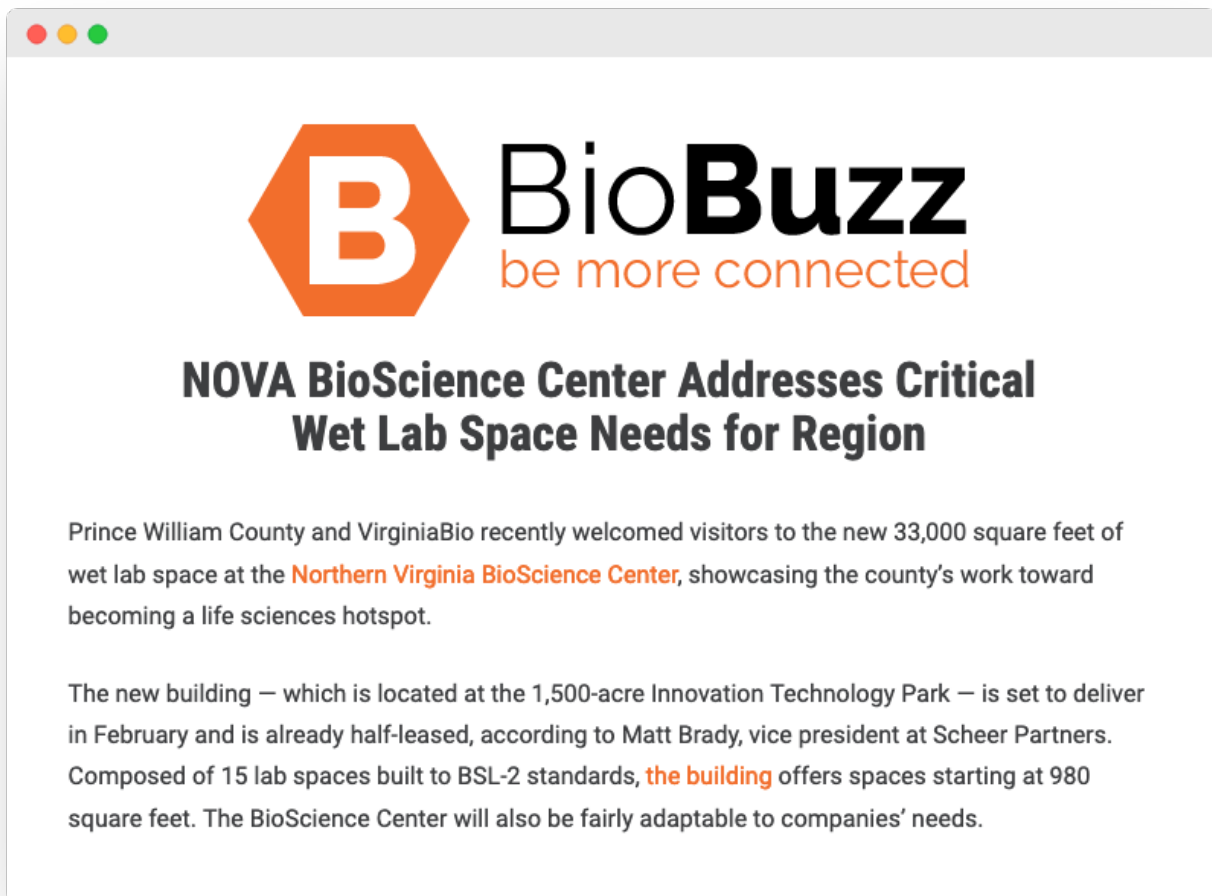 B
BioBuzz
be more connected
NOVA BioScience Center Addresses Critical
Wet Lab Space Needs for Region
Prince William County and VirginiaBio recently welcomed visitors to the new 33,000 square feet of
wet lab space at the Northern Virginia BioScience Center, showcasing the county’s work toward
becoming a life sciences hotspot.
The new building — which is located at the 1,500-acre Innovation Technology Park — is set to deliver
in February and is already half-leased, according to Matt Brady, vice president at Scheer Partners.
Composed of 15 lab spaces built to BSL-2 standards, the building offers spaces starting at 980
square feet. The BioScience Center will also be fairly adaptable to companies’ needs.